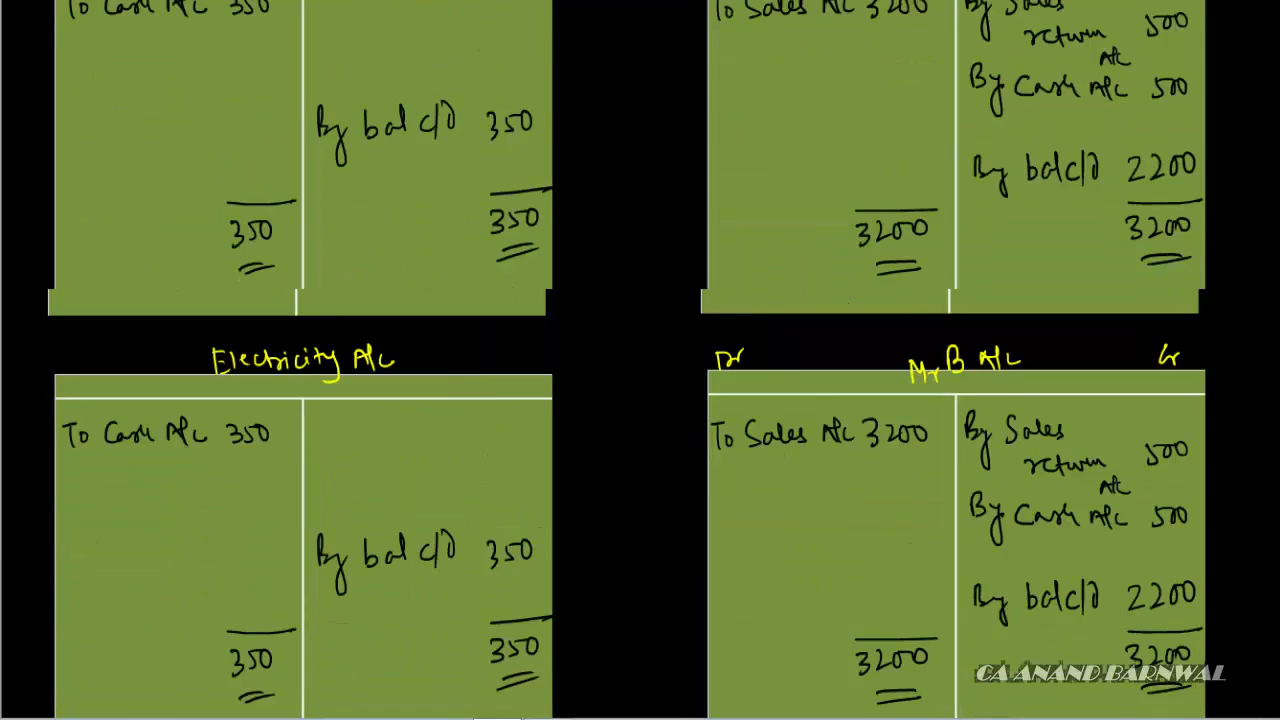 To Cash A/c 350
By bal c/d 350
350
350
To Sales A/c 3200
By Sales
return
A/c
500
By Cash A/c 500
By bal c/d 2200
3200
3200
Electricity A/c
To Cash A/c 350
By bal c/d 350
350
350
Dr
Mr B A/c
Cr
To Sales A/c 3200
By Sales
return
A/c
500
By Cash A/c 500
By bal c/d 2200
3200
3200
CA ANAND BARNWAL